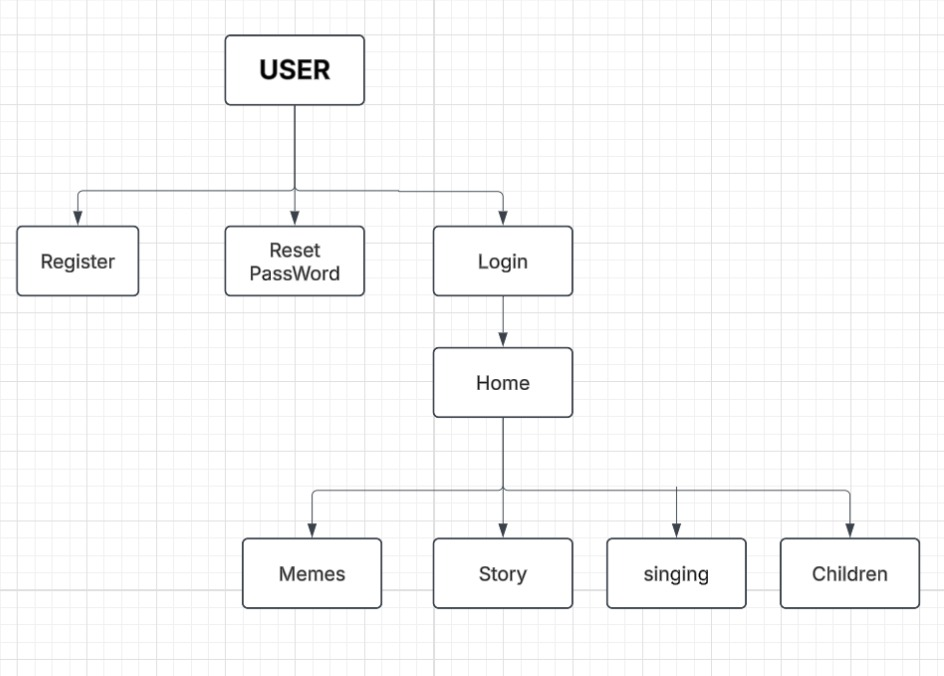 USER
Register
Reset
PassWord
Login
Home
Memes
Story
singing
Children